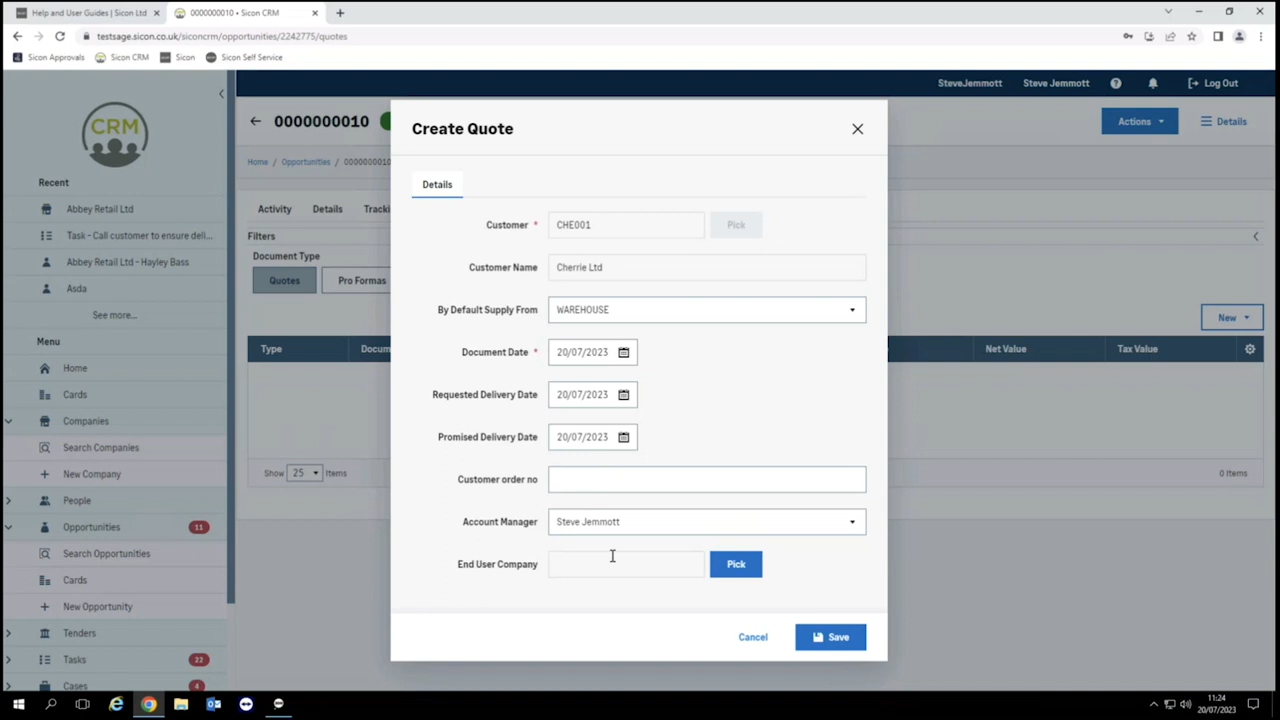 Help and User Guides | Sicon Ltd
0000000010 • Sicon CRM
testsage.sicon.co.uk/siconcrm/opportunities/2242775/quotes
Sicon Approvals Sicon CRM Sicon Sicon Self Service
SteveJemmott Steve Jemmott Log Out
CRM
0000000010
Actions
Details
Home / Opportunities / 0000000010
Recent
Abbey Retail Ltd
Task - Call customer to ensure deli...
Abbey Retail Ltd - Hayley Bass
Asda
See more...
Menu
Home
Cards
Companies
Search Companies
New Company
People
Opportunities 11
Search Opportunities
Cards
New Opportunity
Tenders
Tasks 22
Cases 4
Activity Details
Filters
Document Type
Quotes Pro Formas
New
Type Net Value Tax Value
Show 25 Items
0 Items
Create Quote
Details
Customer * CHE001 Pick
Customer Name Cherrie Ltd
By Default Supply From WAREHOUSE
Document Date * 20/07/2023
Requested Delivery Date 20/07/2023
Promised Delivery Date 20/07/2023
Customer order no
Account Manager Steve Jemmott
End User Company Pick
Cancel Save
11:24
20/07/2023